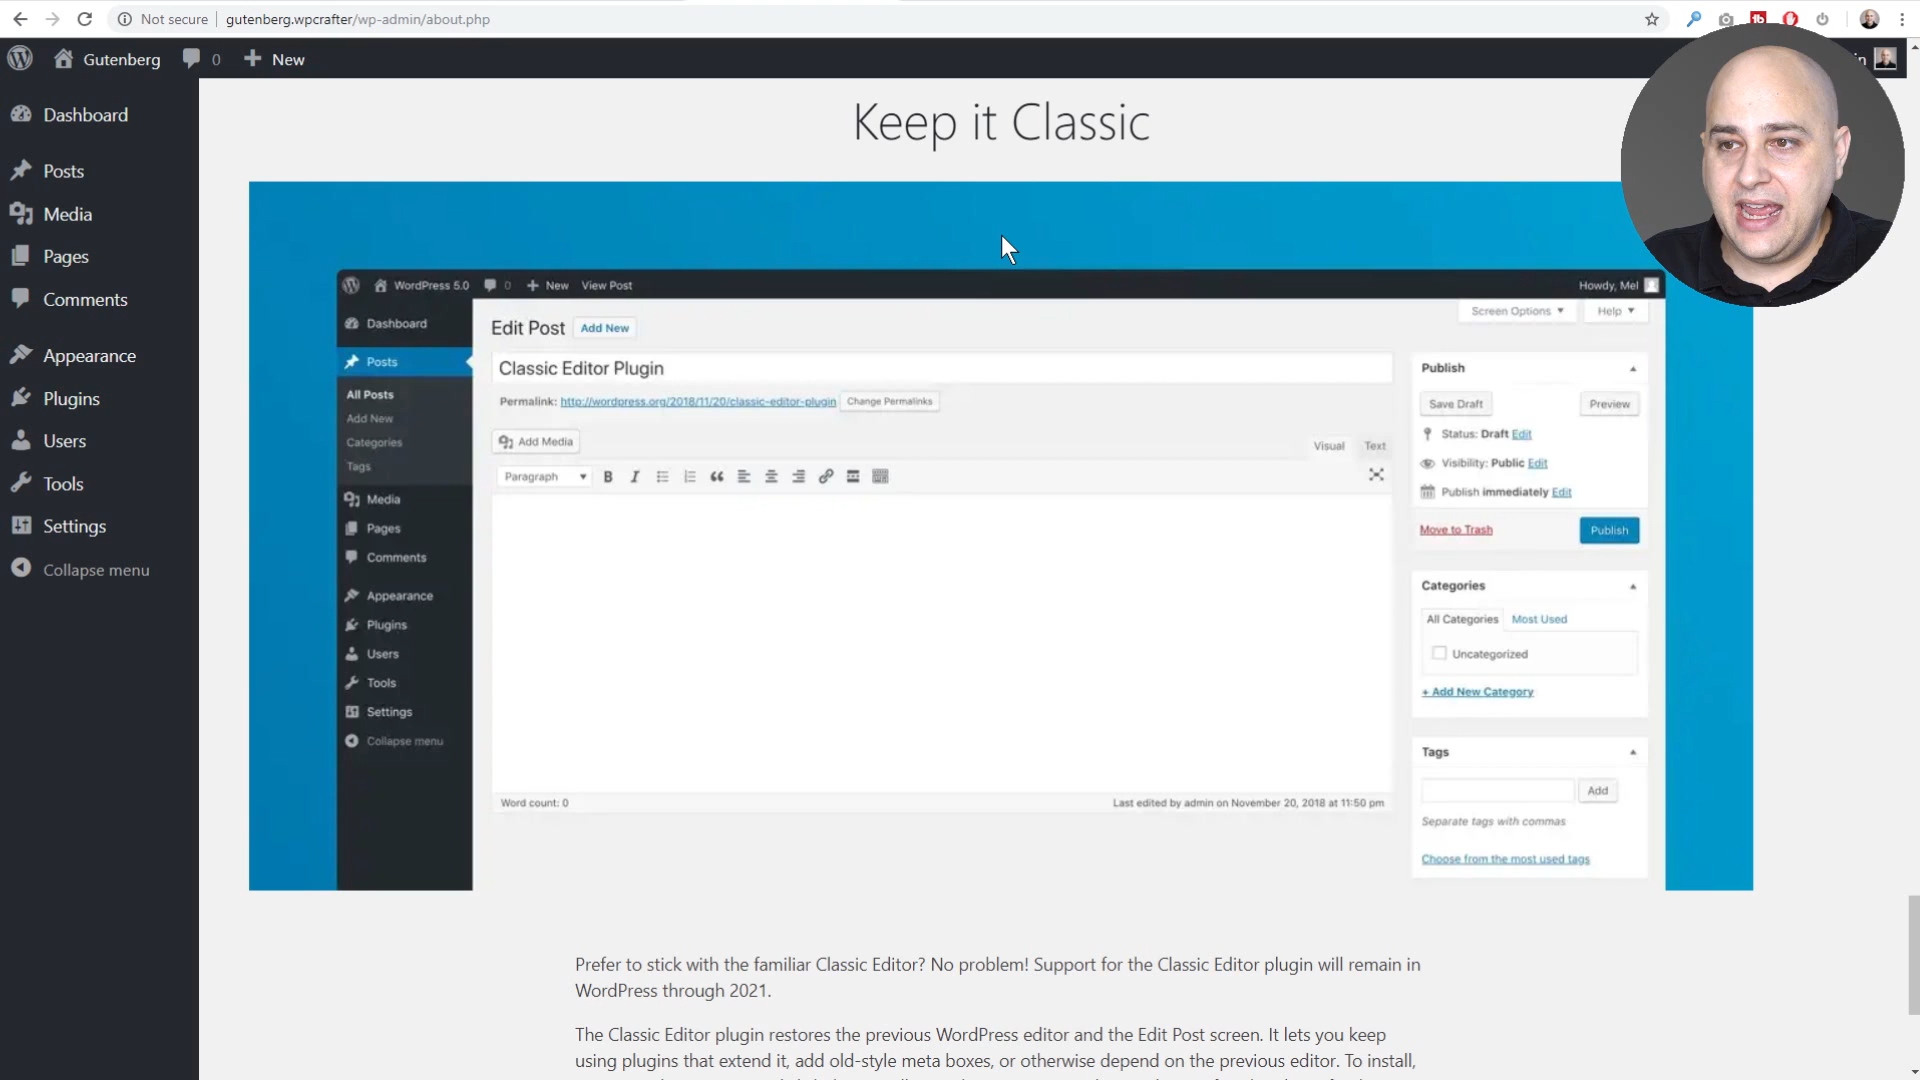 Not secure
gutenberg.wpcrafter/wp-admin/about.php
Gutenberg
0
New
Dashboard
Posts
Media
Pages
Comments
Appearance
Plugins
Users
Tools
Settings
Collapse menu
Keep it Classic
WordPress 5.0
0
New
View Post
Howdy, Mel
Dashboard
Posts
All Posts
Add New
Categories
Tags
Media
Pages
Comments
Appearance
Plugins
Users
Tools
Settings
Collapse menu
Screen Options
Help
Edit Post
Add New
Classic Editor Plugin
Permalink: http://wordpress.org/2018/11/20/classic-editor-plugin
Change Permalinks
Add Media
Visual
Text
Paragraph
Word count: 0
Last edited by admin on November 20, 2018 at 11:50 pm
Publish
Save Draft
Preview
Status: Draft Edit
Visibility: Public Edit
Publish immediately Edit
Move to Trash
Publish
Categories
All Categories
Most Used
Uncategorized
+ Add New Category
Tags
Add
Separate tags with commas
Choose from the most used tags
Prefer to stick with the familiar Classic Editor? No problem! Support for the Classic Editor plugin will remain in
WordPress through 2021.
The Classic Editor plugin restores the previous WordPress editor and the Edit Post screen. It lets you keep
using plugins that extend it, add old-style meta boxes, or otherwise depend on the previous editor. To install,